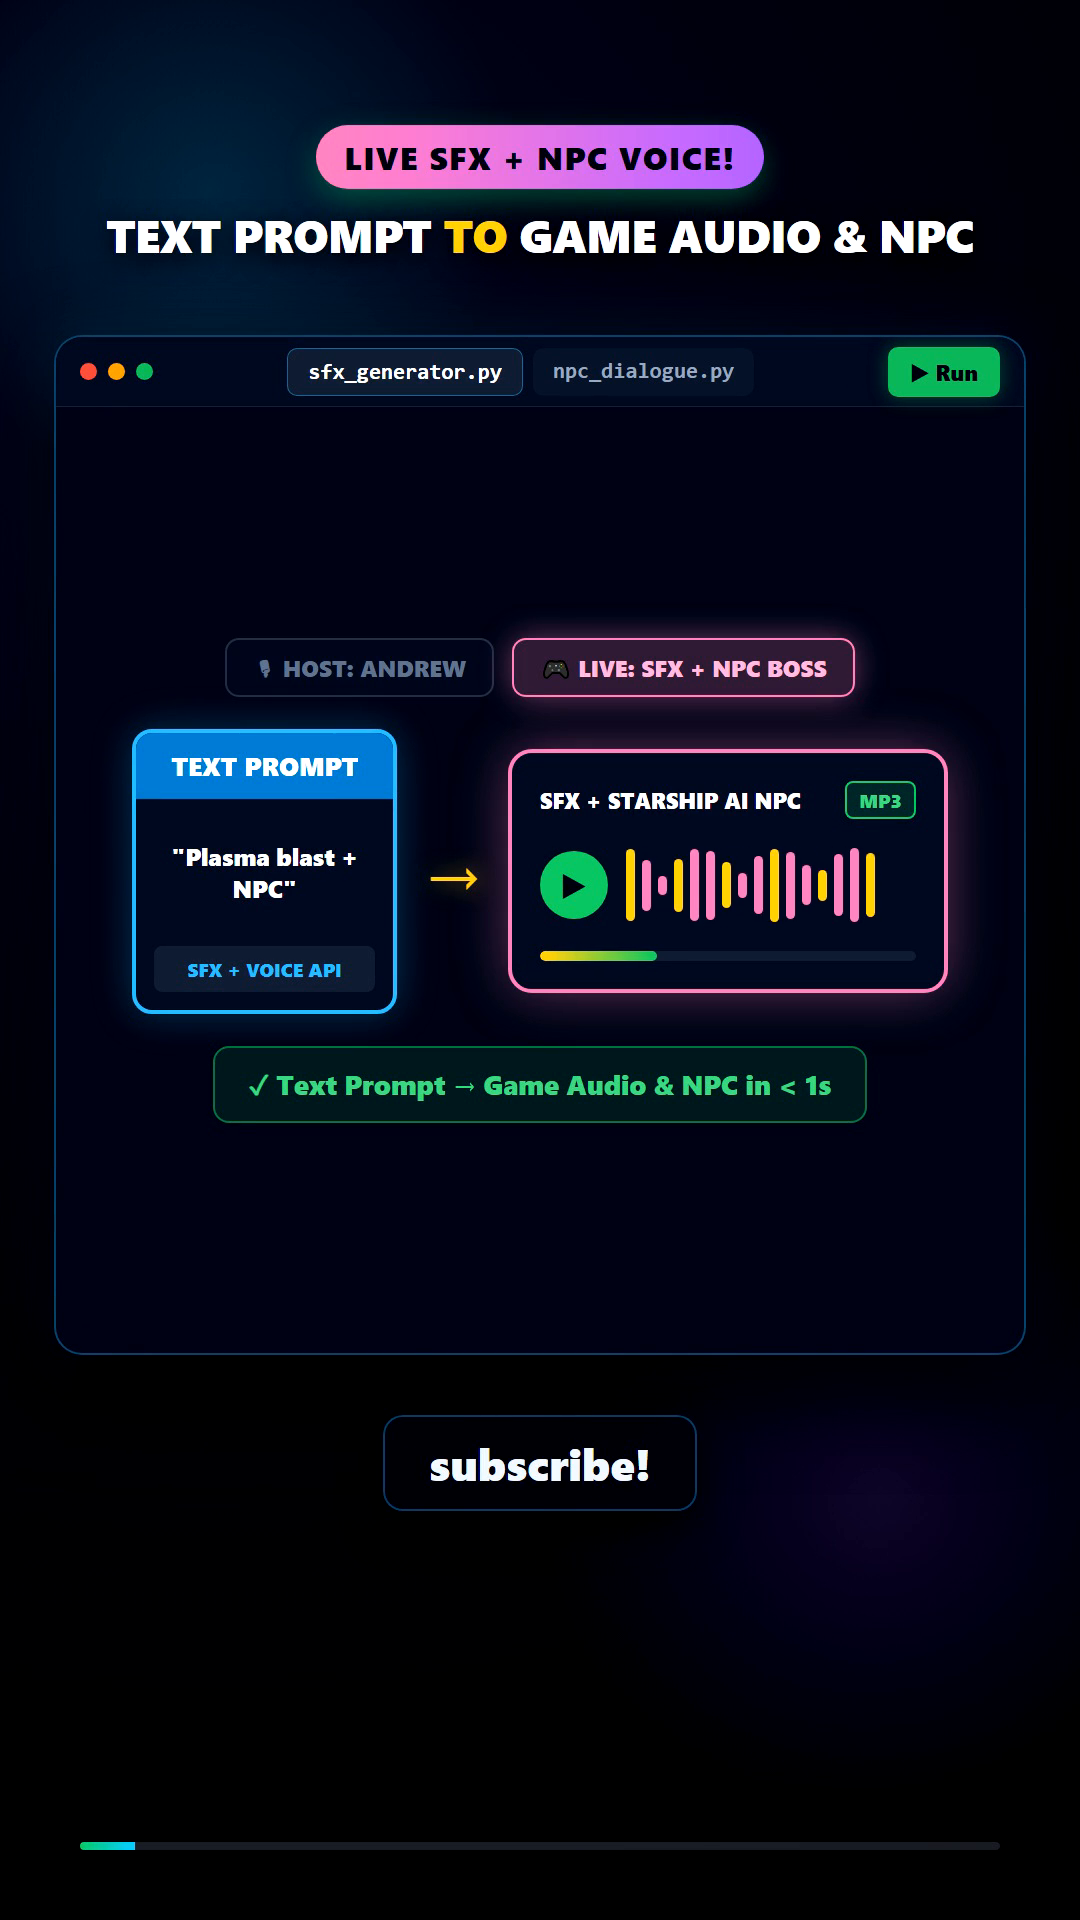 LIVE SFX + NPC VOICE!
TEXT PROMPT TO GAME AUDIO & NPC
sfx_generator.py
npc_dialogue.py
▶ Run
🎙 HOST: ANDREW
🎮 LIVE: SFX + NPC BOSS
TEXT PROMPT
"Plasma blast +
NPC"
SFX + VOICE API
→
SFX + STARSHIP AI NPC
MP3
✓ Text Prompt → Game Audio & NPC in < 1s
subscribe!